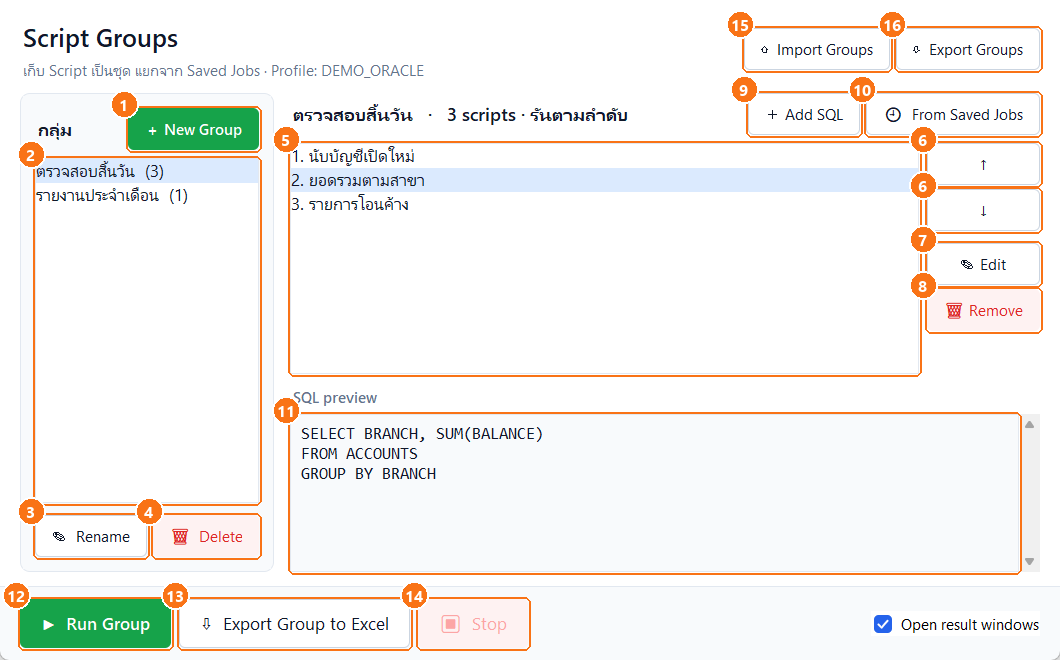 Script Groups
เก็บ Script เป็นชุด แยกจาก Saved Jobs · Profile: DEMO_ORACLE
15 Import Groups
16 Export Groups
1 + New Group
กลุ่ม
ตรวจสอบสิ้นวัน · 3 scripts · รันตามลำดับ
9 + Add SQL
10 From Saved Jobs
2
ตรวจสอบสิ้นวัน (3)
รายงานประจำเดือน (1)
5
1. นับบัญชีเปิดใหม่
2. ยอดรวมตามสาขา
3. รายการโอนค้าง
6 ↑
6 ↓
7 Edit
8 Remove
SQL preview
11
SELECT BRANCH, SUM(BALANCE)
FROM ACCOUNTS
GROUP BY BRANCH
3 Rename
4 Delete
12 Run Group
13 Export Group to Excel
14 Stop
Open result windows